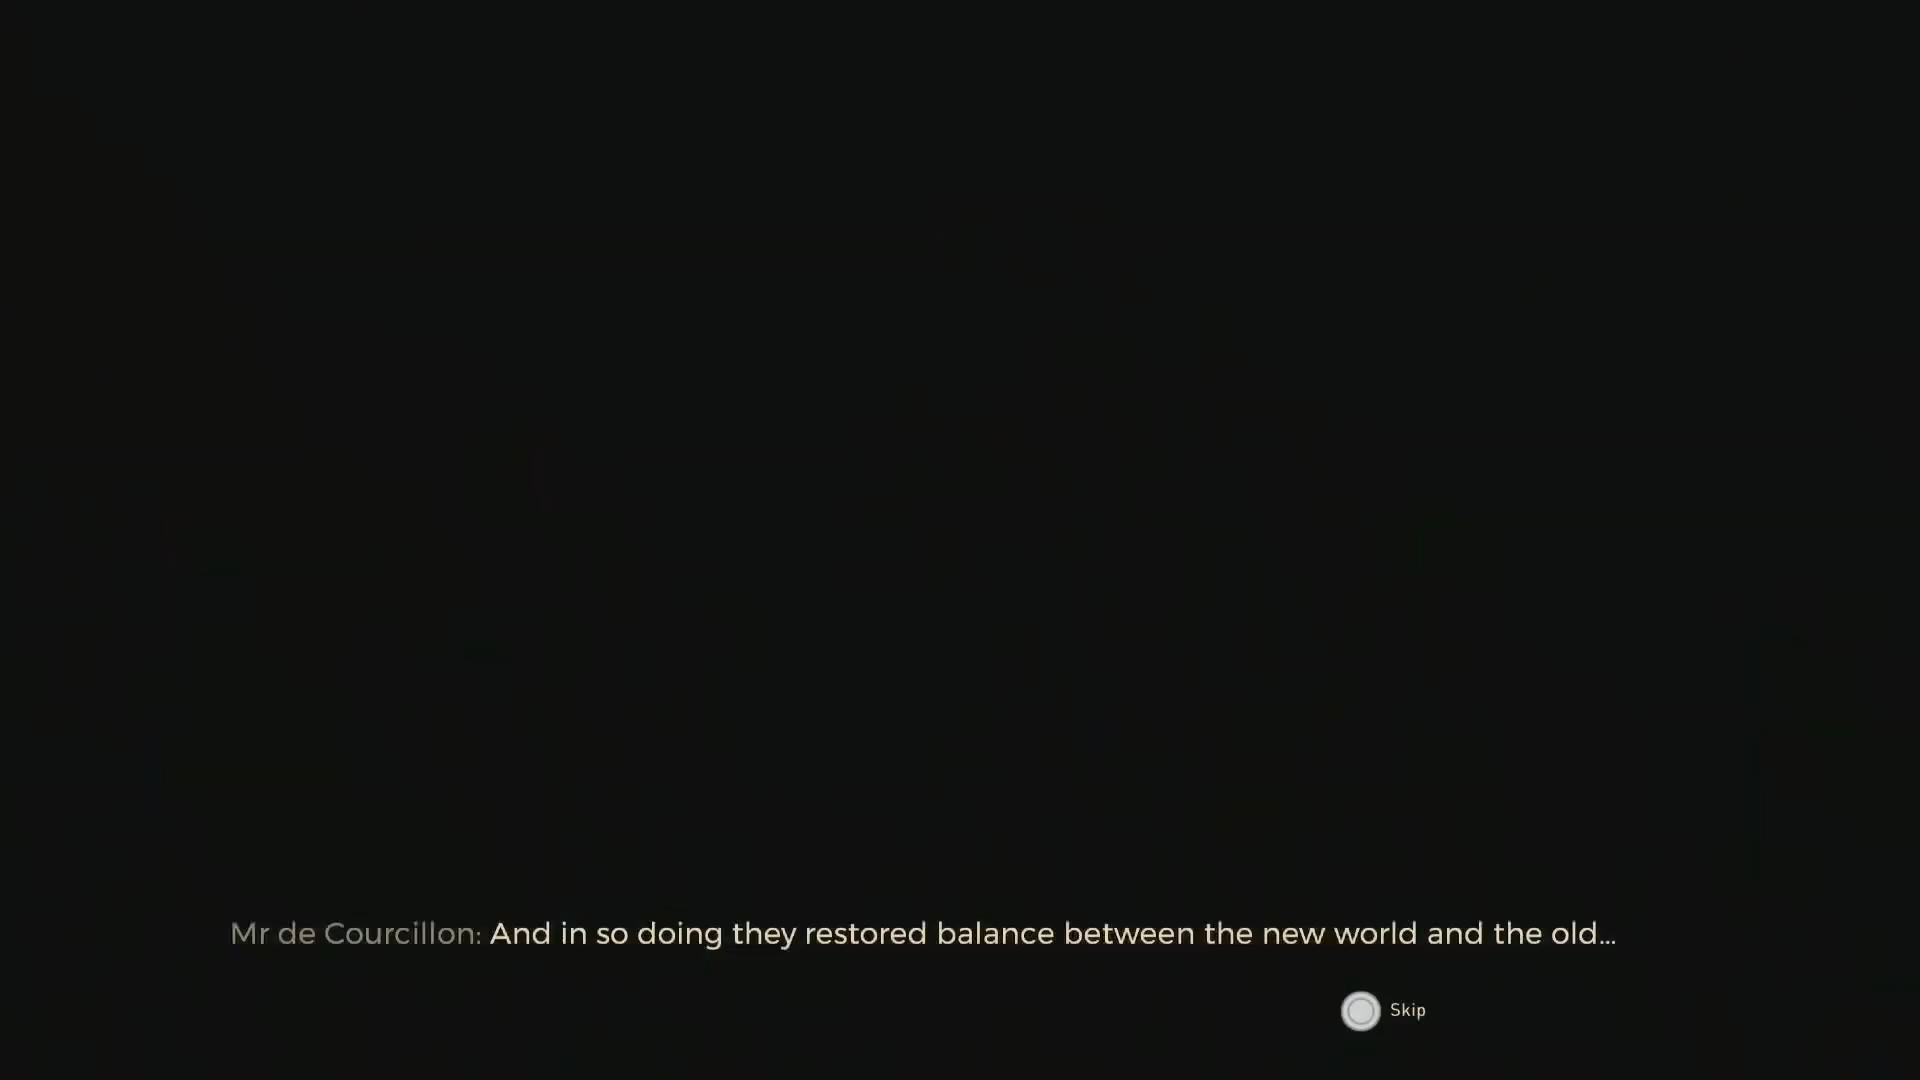 Mr de Courcillon: And in so doing they restored balance between the new world and the old...
Skip